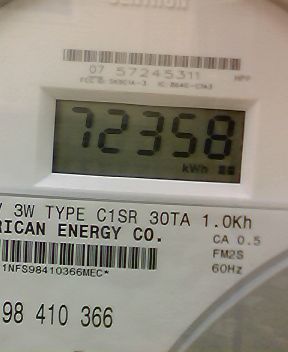 07 57245311
72358
kWh
3W TYPE C1SR 30TA 1.0Kh
RICAN ENERGY CO.
CA 0.5
FM2S
60Hz
1NFS98410366MEC*
98 410 366